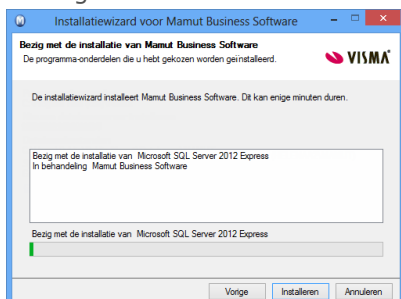 Installatiewizard voor Mamut Business Software
Bezig met de installatie van Mamut Business Software
De programma-onderdelen die u hebt gekozen worden geïnstalleerd.
VISMA
De installatiewizard installeert Mamut Business Software. Dit kan enige minuten duren.
Bezig met de installatie van Microsoft SQL Server 2012 Express
In behandeling Mamut Business Software
Bezig met de installatie van Microsoft SQL Server 2012 Express
Vorige
Installeren
Annuleren